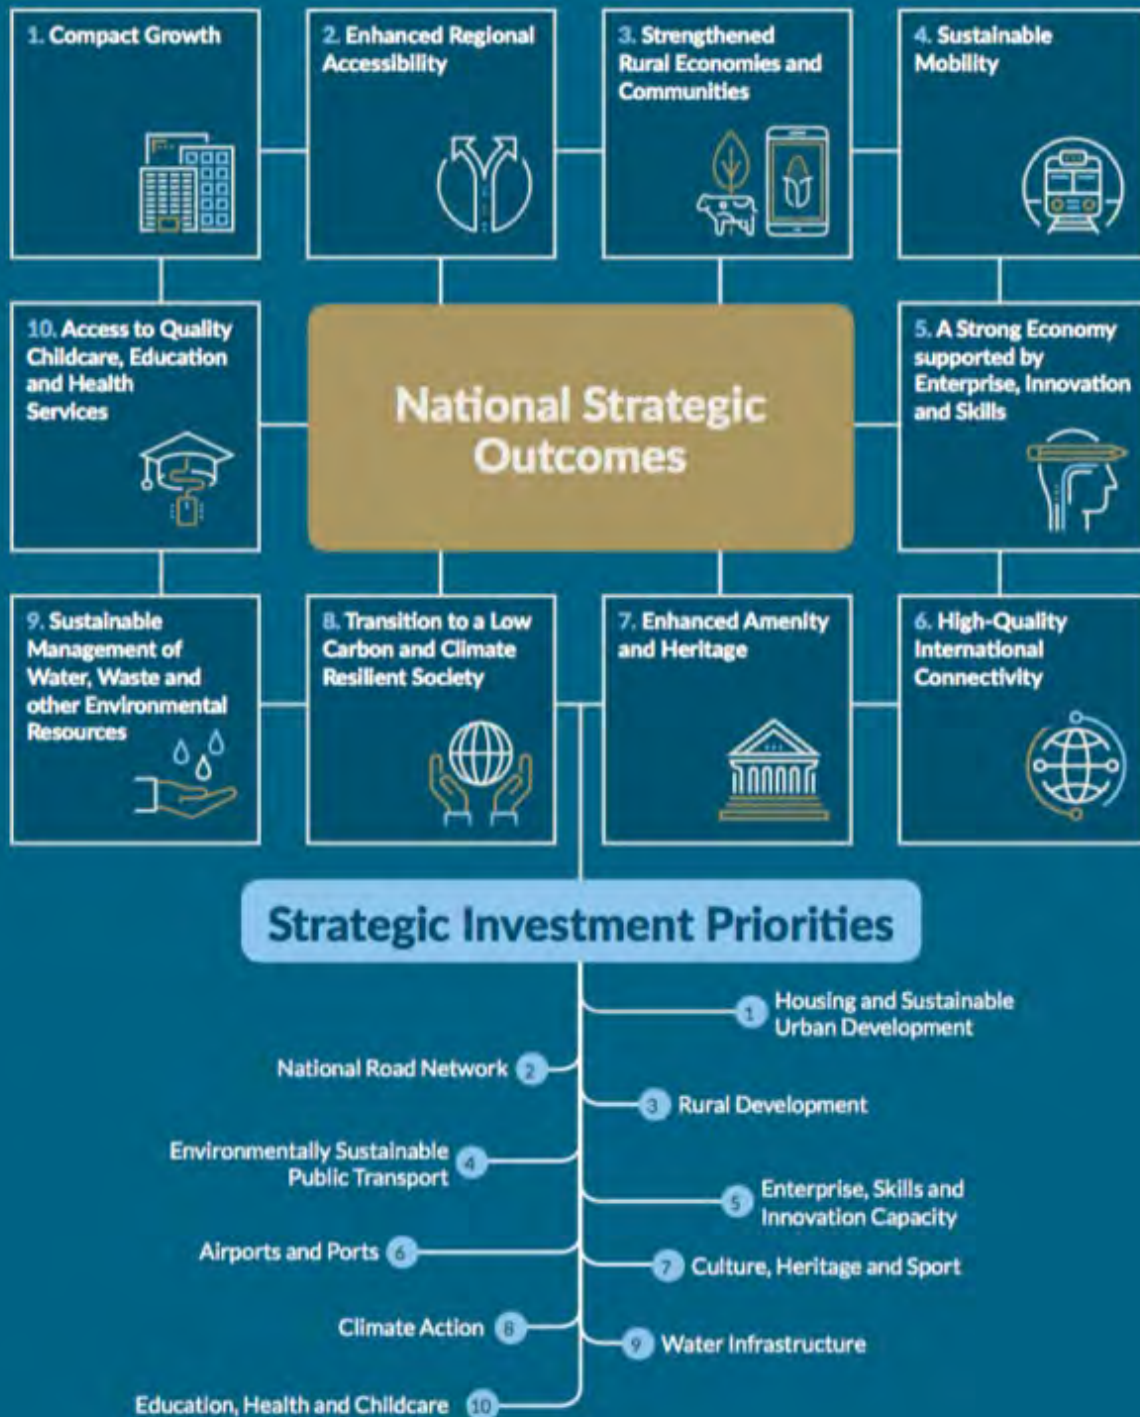 1. Compact Growth
2. Enhanced Regional
Accessibility
3. Strengthened
Rural Economies and
Communities
4. Sustainable
Mobility
10. Access to Quality
Childcare, Education
and Health
Services
National Strategic
Outcomes
5. A Strong Economy
supported by
Enterprise, Innovation
and Skills
9. Sustainable
Management of
Water, Waste and
other Environmental
Resources
8. Transition to a Low
Carbon and Climate
Resilient Society
7. Enhanced Amenity
and Heritage
6. High-Quality
International
Connectivity
Strategic Investment Priorities
1 Housing and Sustainable
Urban Development
National Road Network 2
3 Rural Development
Environmentally Sustainable
Public Transport 4
5 Enterprise, Skills and
Innovation Capacity
Airports and Ports 6
7 Culture, Heritage and Sport
Climate Action 8
9 Water Infrastructure
Education, Health and Childcare 10